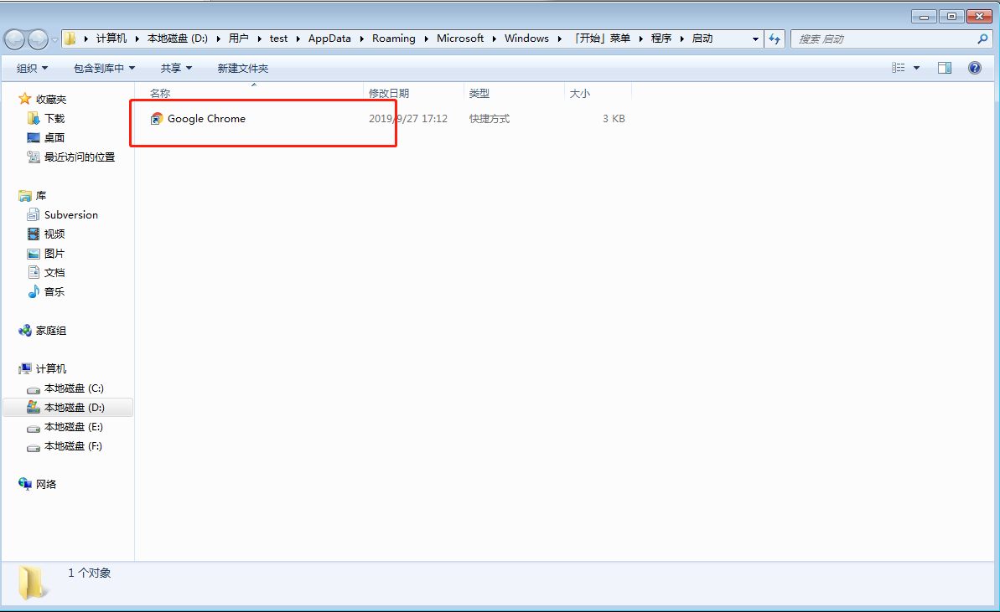 计算机 本地磁盘 (D:) 用户 test AppData Roaming Microsoft Windows 「开始」菜单 程序 启动 搜索 启动
组织 包含到库中 共享 新建文件夹
名称 修改日期 类型 大小
Google Chrome 2019/9/27 17:12 快捷方式 3 KB
收藏夹
下载
桌面
最近访问的位置
库
Subversion
视频
图片
文档
音乐
家庭组
计算机
本地磁盘 (C:)
本地磁盘 (D:)
本地磁盘 (E:)
本地磁盘 (F:)
网络
1 个对象